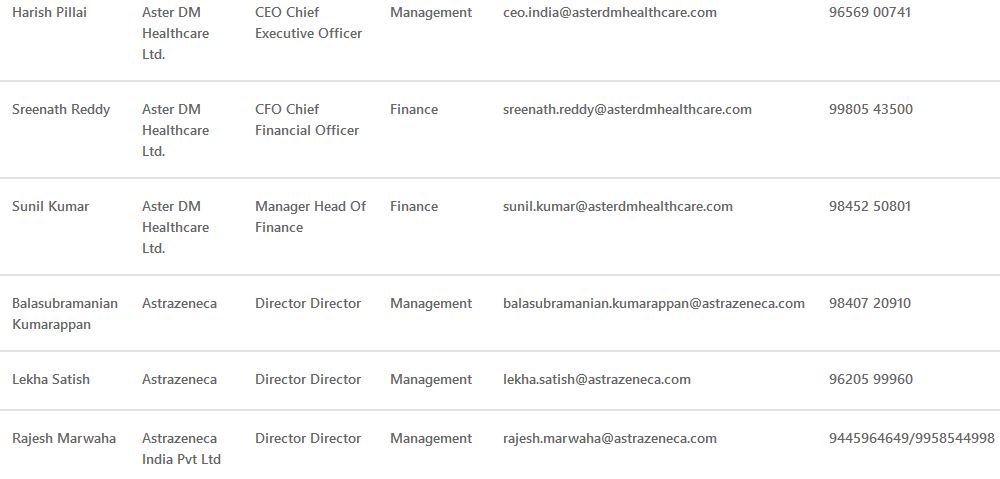 Harish Pillai Aster DM CEO Chief Management ceo.india@asterdmhealthcare.com 96569 00741
Healthcare Executive Officer
Ltd.
Sreenath Reddy Aster DM CFO Chief Finance sreenath.reddy@asterdmhealthcare.com 99805 43500
Healthcare Financial Officer
Ltd.
Sunil Kumar Aster DM Manager Head Of Finance sunil.kumar@asterdmhealthcare.com 98452 50801
Healthcare Finance
Ltd.
Balasubramanian Astrazeneca Director Director Management balasubramanian.kumarappan@astrazeneca.com 98407 20910
Kumarappan
Lekha Satish Astrazeneca Director Director Management lekha.satish@astrazeneca.com 96205 99960
Rajesh Marwaha Astrazeneca Director Director Management rajesh.marwaha@astrazeneca.com 9445964649/9958544998
India Pvt Ltd